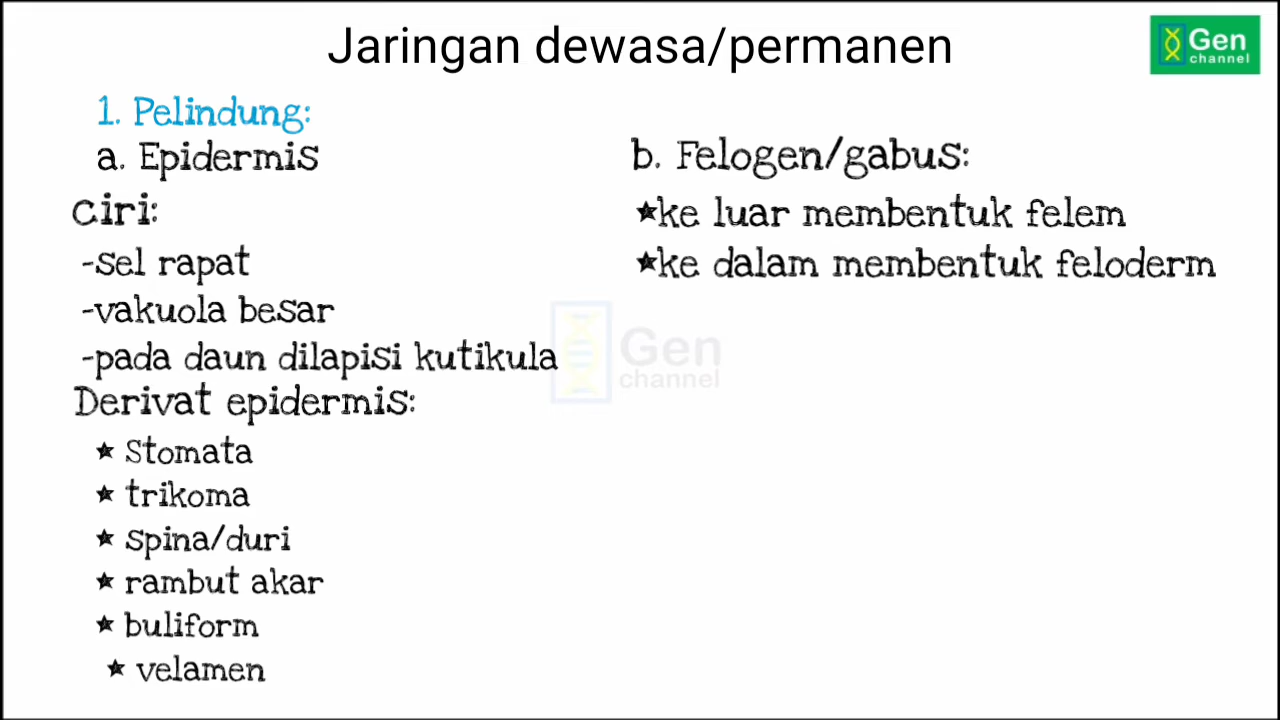 Jaringan dewasa/permanen
Gen
channel
1. Pelindung:
a. Epidermis
ciri:
-sel rapat
-vakuola besar
-pada daun dilapisi kutikula
Derivat epidermis:
★ Stomata
★ trikoma
★ spina/duri
★ rambut akar
★ buliform
★ velamen
b. Felogen/gabus:
★ke luar membentuk felem
★ke dalam membentuk feloderm
Gen
channel